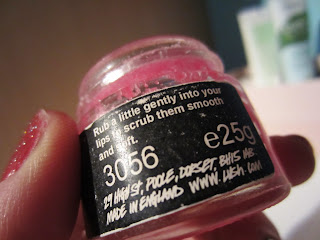 Rub a little gently into your
lips to scrub them smooth
and soft.
3056 e25g
29 HIGH ST, POOLE, DORSET, BH15 1AB
MADE IN ENGLAND WWW.LUSH.COM